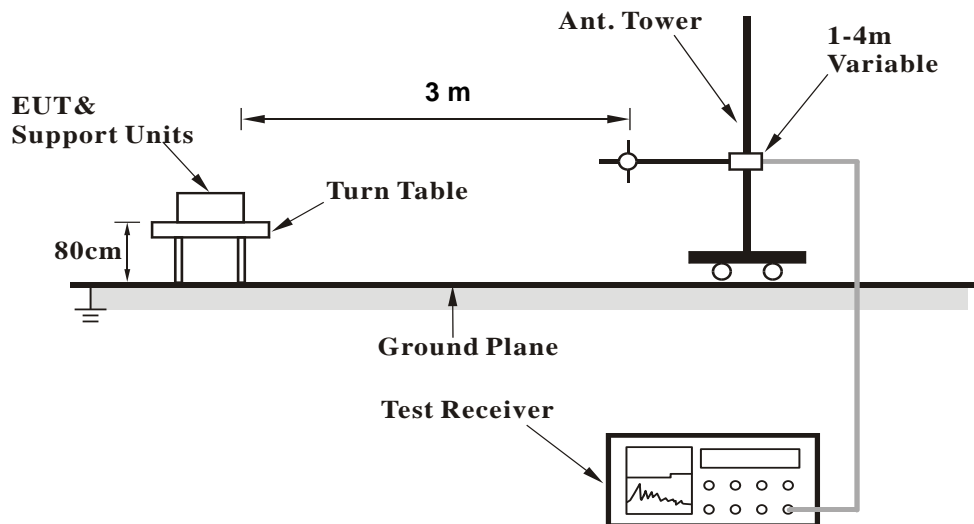 Ant. Tower
1-4m
Variable
3 m
EUT&
Support Units
Turn Table
80cm
Ground Plane
Test Receiver